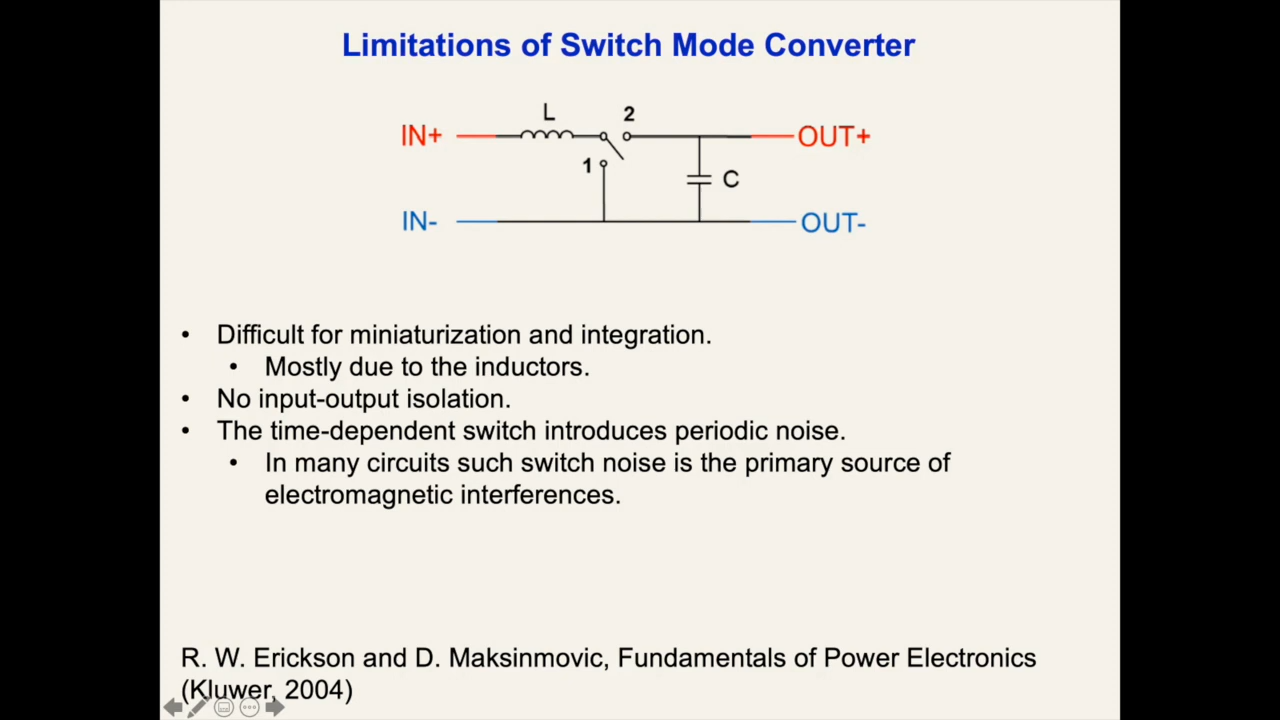 Limitations of Switch Mode Converter
L
2
IN+
OUT+
1
C
IN-
OUT-
• Difficult for miniaturization and integration.
• Mostly due to the inductors.
• No input-output isolation.
• The time-dependent switch introduces periodic noise.
• In many circuits such switch noise is the primary source of
electromagnetic interferences.
R. W. Erickson and D. Maksinmovic, Fundamentals of Power Electronics
(Kluwer, 2004)